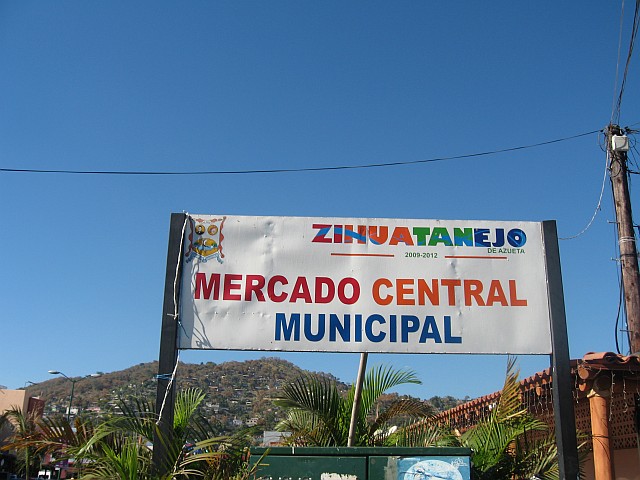 ZIHUATANEJO
DE AZUETA
2009-2012
MERCADO CENTRAL
MUNICIPAL